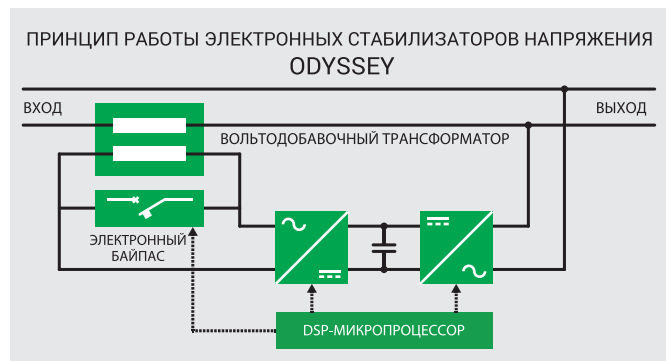 ПРИНЦИП РАБОТЫ ЭЛЕКТРОННЫХ СТАБИЛИЗАТОРОВ НАПРЯЖЕНИЯ
ODYSSEY
ВХОД
ВЫХОД
ВОЛЬТОДОБАВОЧНЫЙ ТРАНСФОРМАТОР
ЭЛЕКТРОННЫЙ
БАЙПАС
DSP-МИКРОПРОЦЕССОР